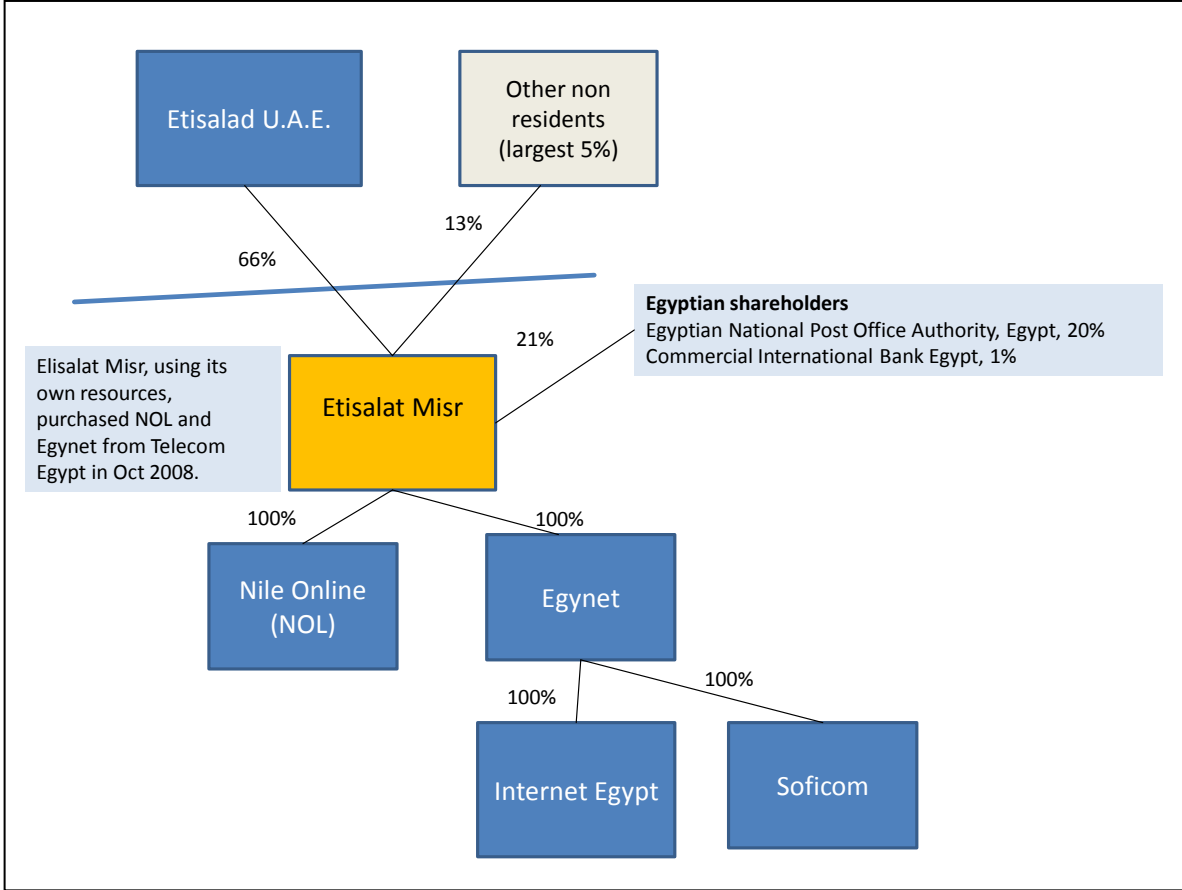 Etisalad U.A.E.
Other non
residents
(largest 5%)
13%
66%
Egyptian shareholders
Egyptian National Post Office Authority, Egypt, 20%
Commercial International Bank Egypt, 1%
21%
Elisalat Misr, using its
own resources,
purchased NOL and
Egynet from Telecom
Egypt in Oct 2008.
Etisalat Misr
100%
100%
Nile Online
(NOL)
Egynet
100%
100%
Internet Egypt
Soficom